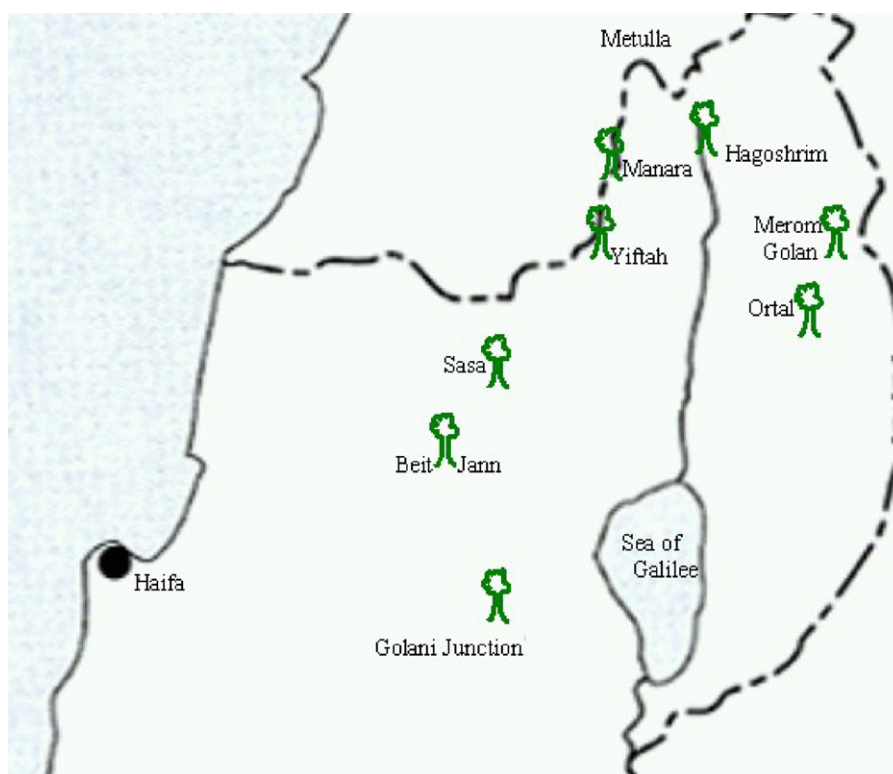 Metulla
Hagoshrim
Manara
Merom
Golan
Yiftah
Ortal
Sasa
Beit Jann
Sea of
Galilee
Haifa
Golani Junction